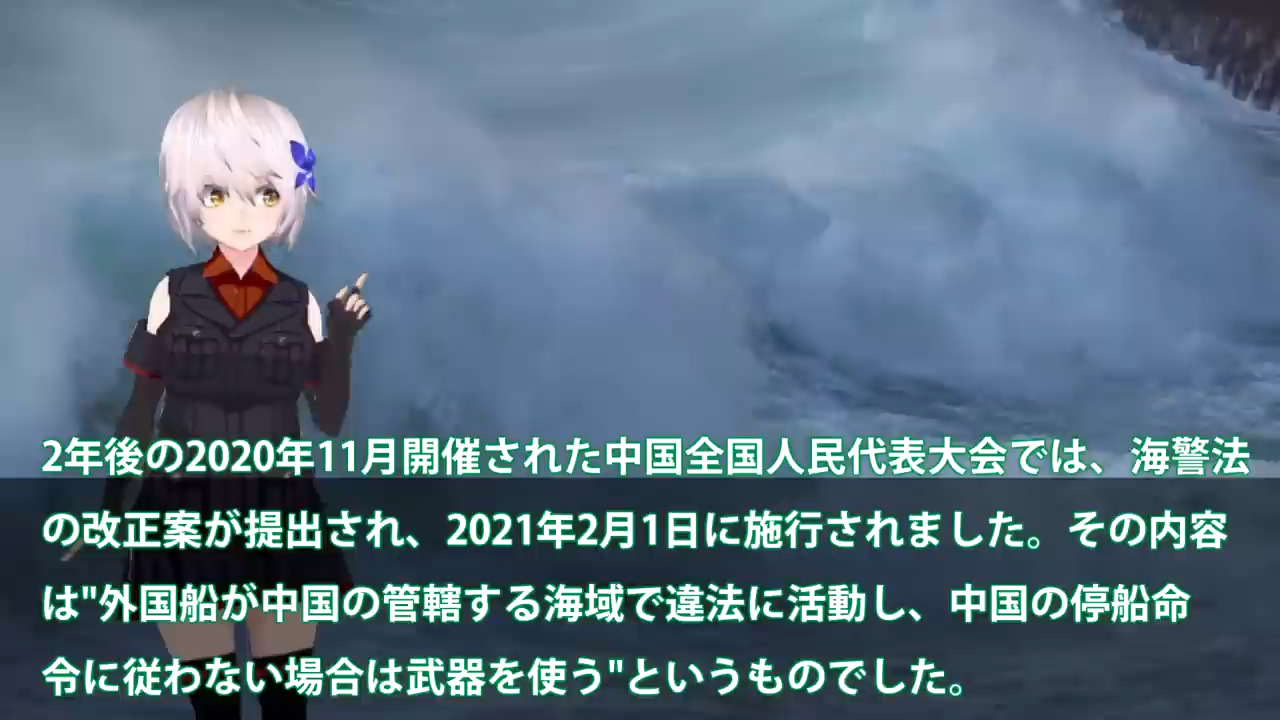 2年後の2020年11月開催された中国全国人民代表大会では、海警法
の改正案が提出され、2021年2月1日に施行されました。その内容
は"外国船が中国の管轄する海域で違法に活動し、中国の停船命
令に従わない場合は武器を使う"というものでした。